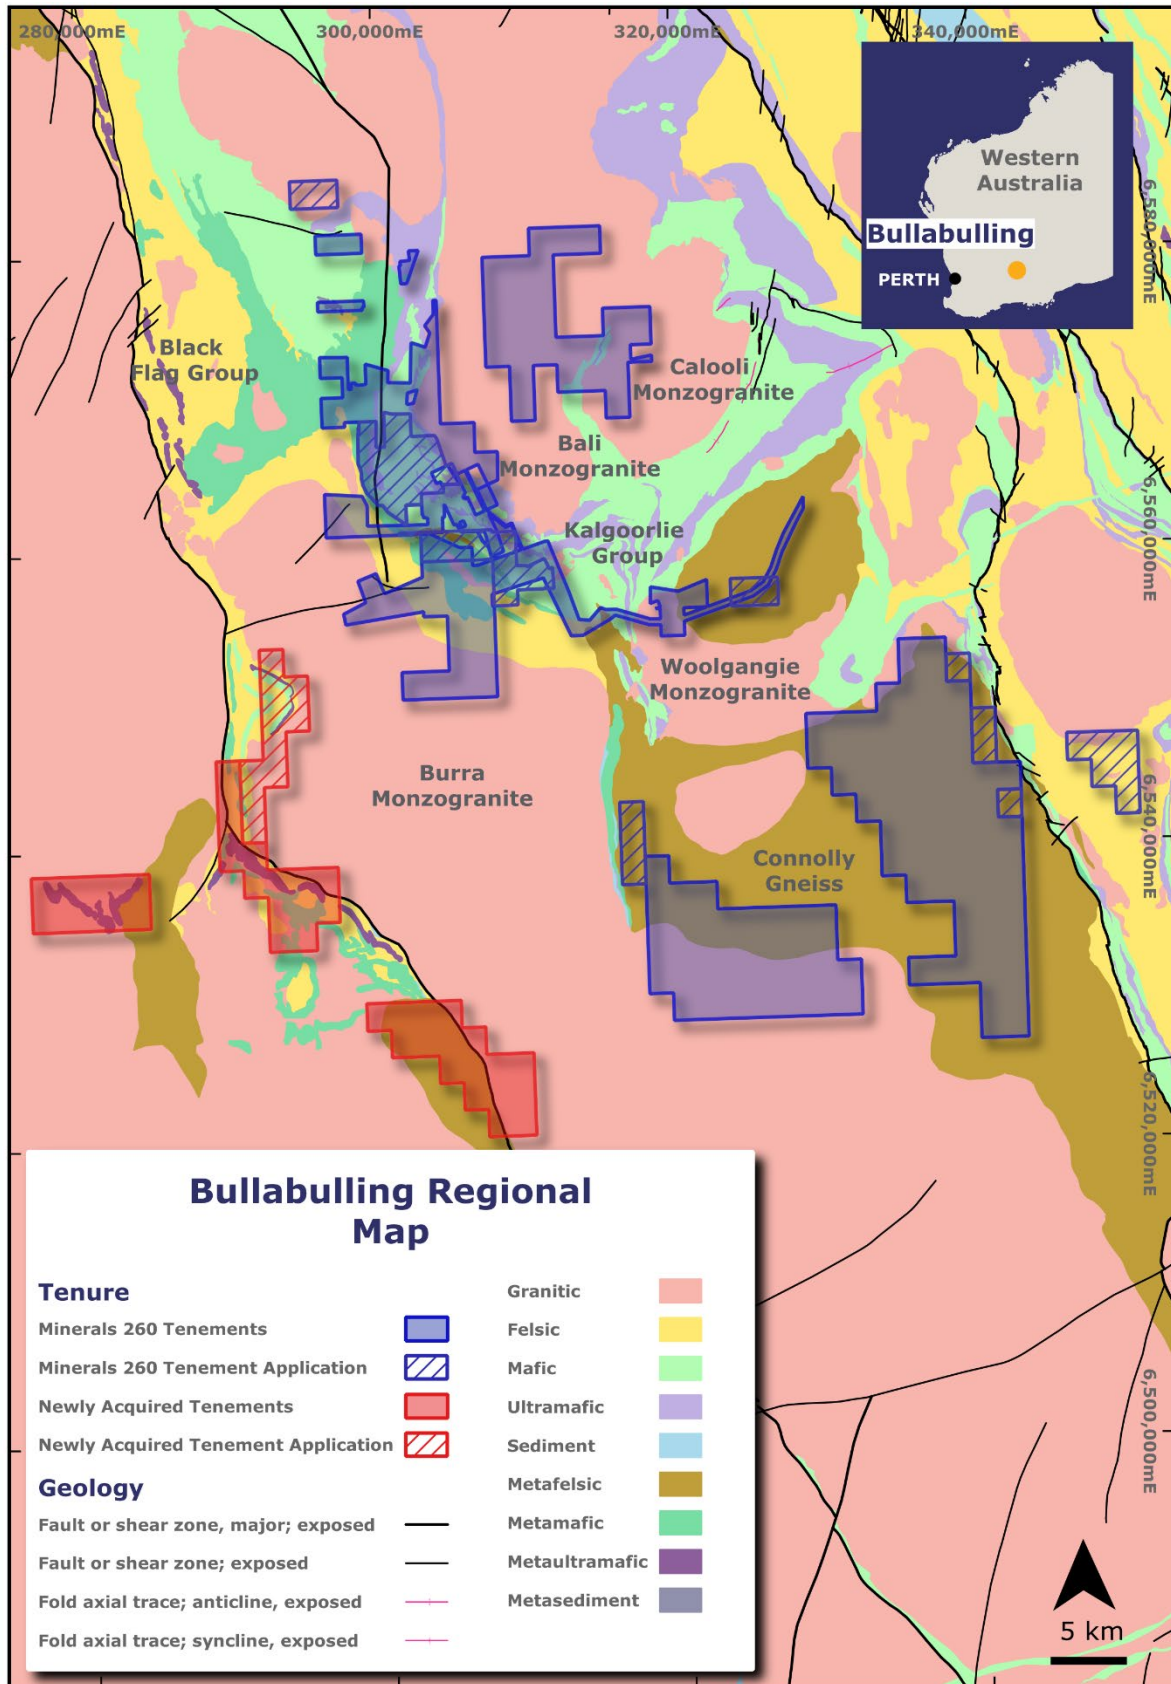 280,000mE
300,000mE
320,000mE
340,000mE
Western
Australia
Bullabulling
PERTH
6,580,000mE
Black
Flag Group
Calooli
Monzogranite
Bali
Monzogranite
6,560,000mE
Kalgoorlie
Group
Woolgangie
Monzogranite
Burra
Monzogranite
6,540,000mE
Connolly
Gneiss
6,520,000mE
6,500,000mE
Bullabulling Regional
Map
Tenure
Minerals 260 Tenements
Minerals 260 Tenement Application
Newly Acquired Tenements
Newly Acquired Tenement Application
Geology
Fault or shear zone, major; exposed
Fault or shear zone; exposed
Fold axial trace; anticline, exposed
Fold axial trace; syncline, exposed
Granitic
Felsic
Mafic
Ultramafic
Sediment
Metafelsic
Metamafic
Metaultramafic
Metasediment
5 km